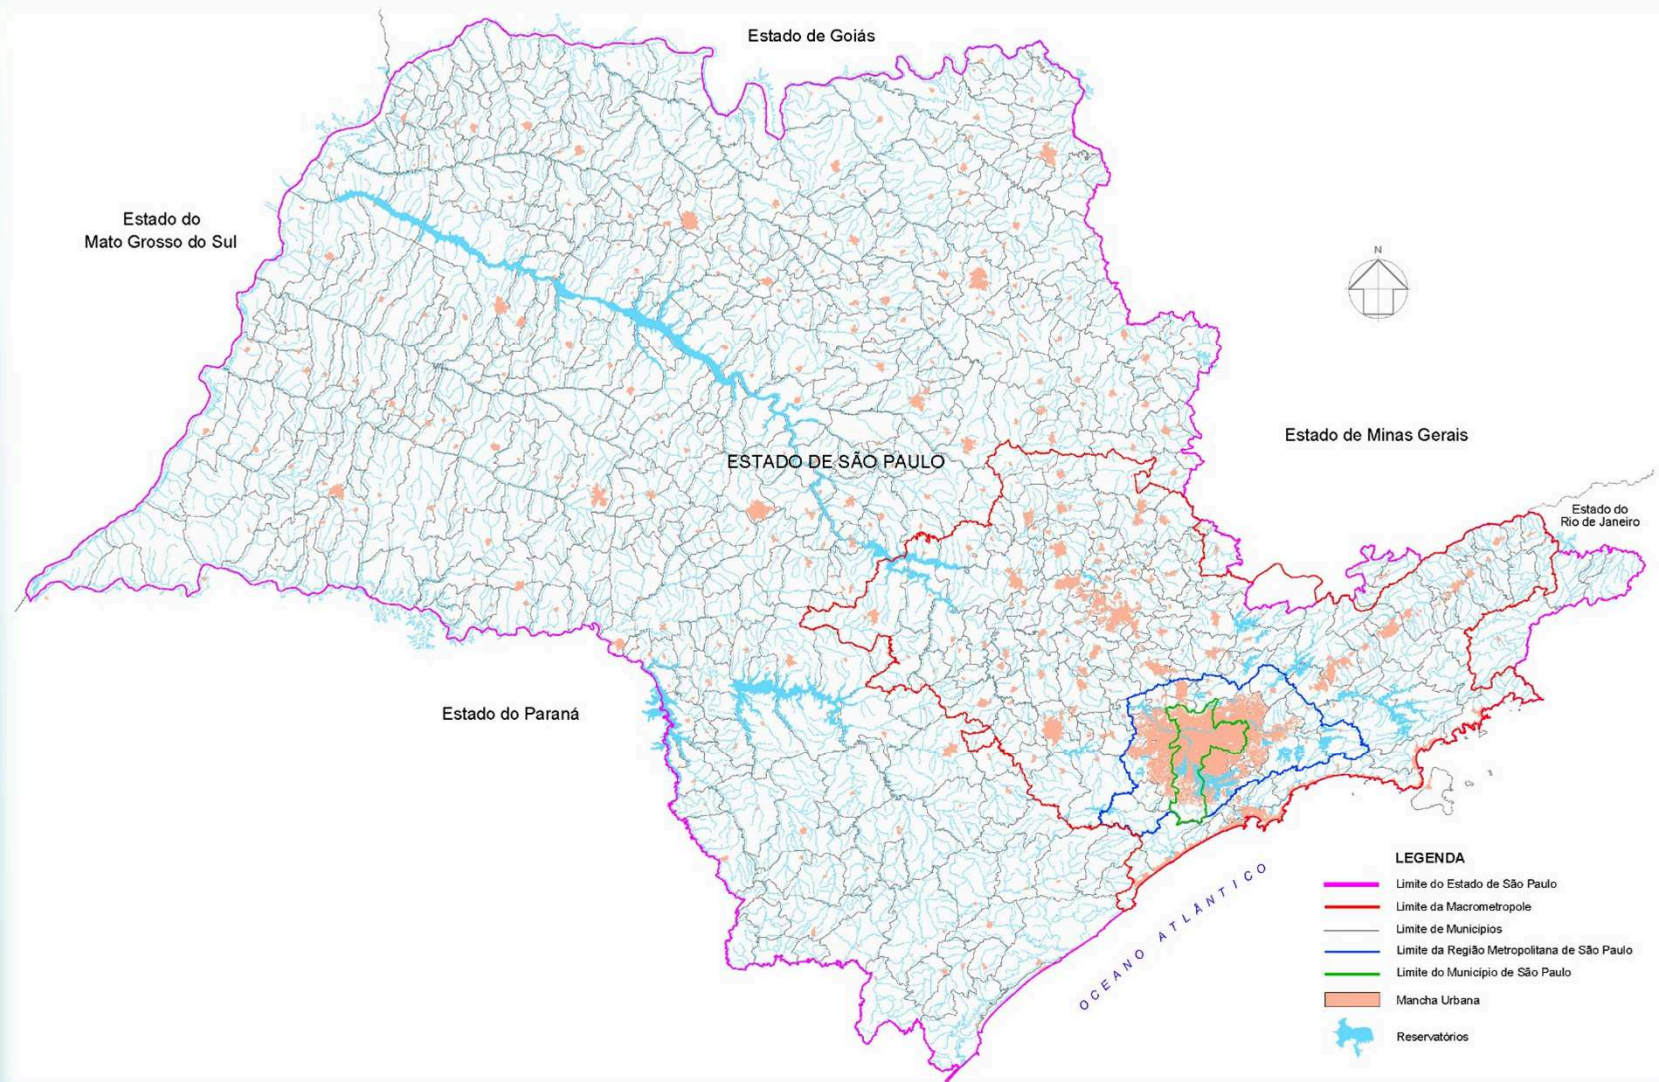 Estado de Goiás
Estado do
Mato Grosso do Sul
N
Estado de Minas Gerais
ESTADO DE SÃO PAULO
Estado do
Rio de Janeiro
Estado do Paraná
OCEANO ATLÂNTICO
LEGENDA
Limite do Estado de São Paulo
Limite da Macrometropole
Limite de Municipios
Limite da Região Metropolitana de São Paulo
Limite do Município de São Paulo
Mancha Urbana
Reservatórios